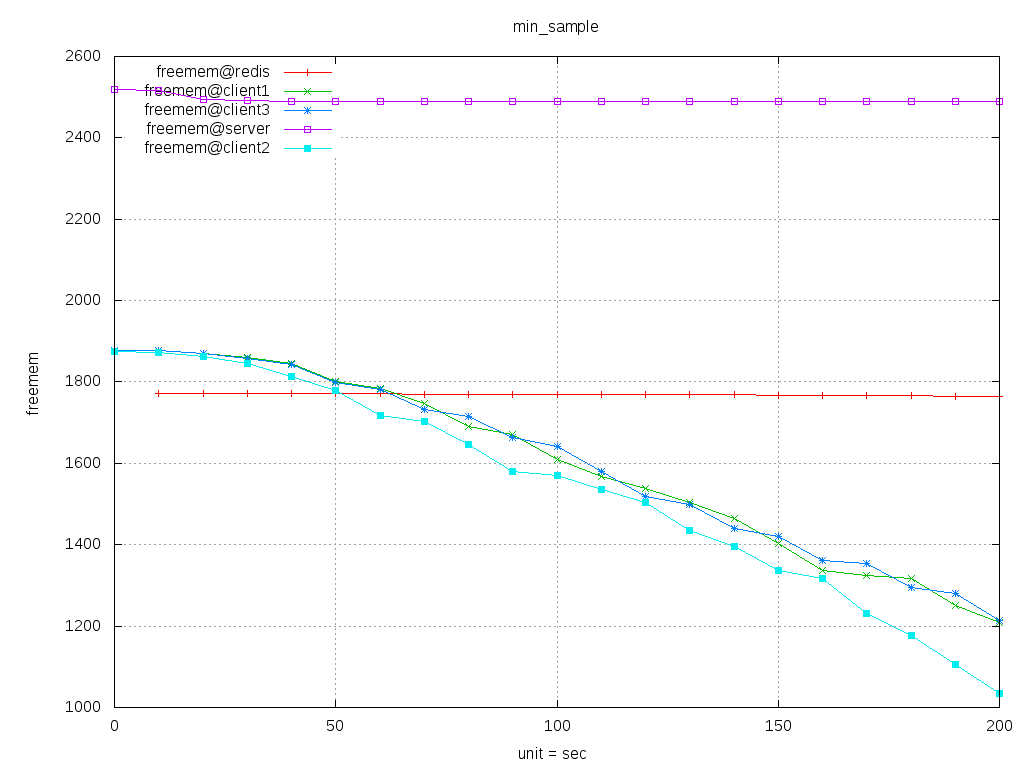 min_sample
2600
2400
2200
2000
1800
1600
1400
1200
1000
freemem
freemem@redis
freemem@client1
freemem@client3
freemem@server
freemem@client2
0 50 100 150 200
unit = sec